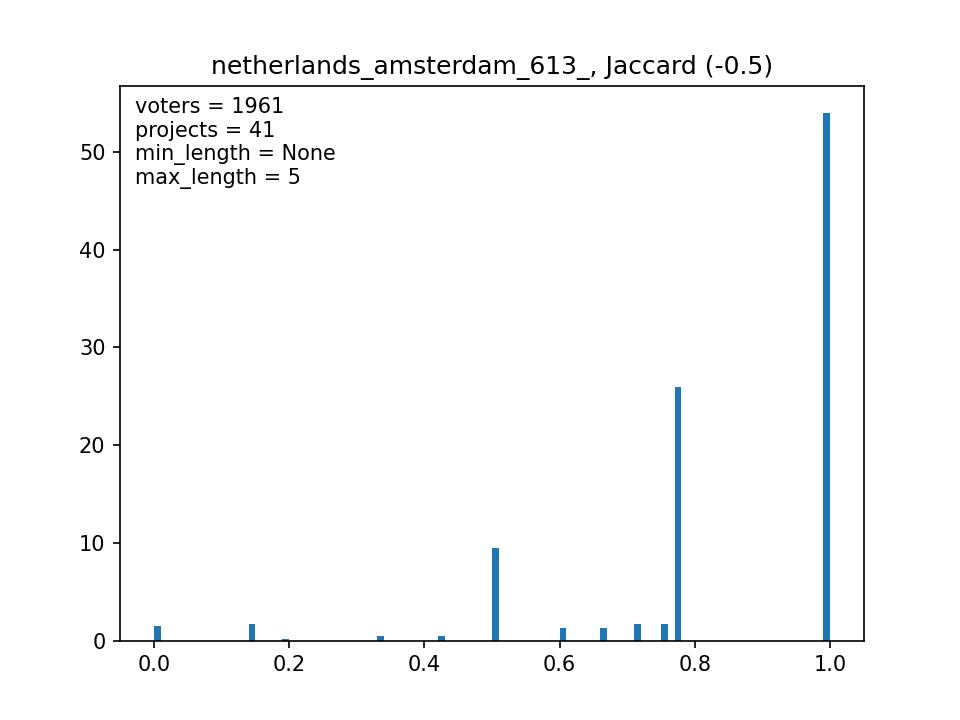 netherlands_amsterdam_613_, Jaccard (-0.5)
voters = 1961
projects = 41
min_length = None
max_length = 5
50
40
30
20
10
0
0.0 0.2 0.4 0.6 0.8 1.0